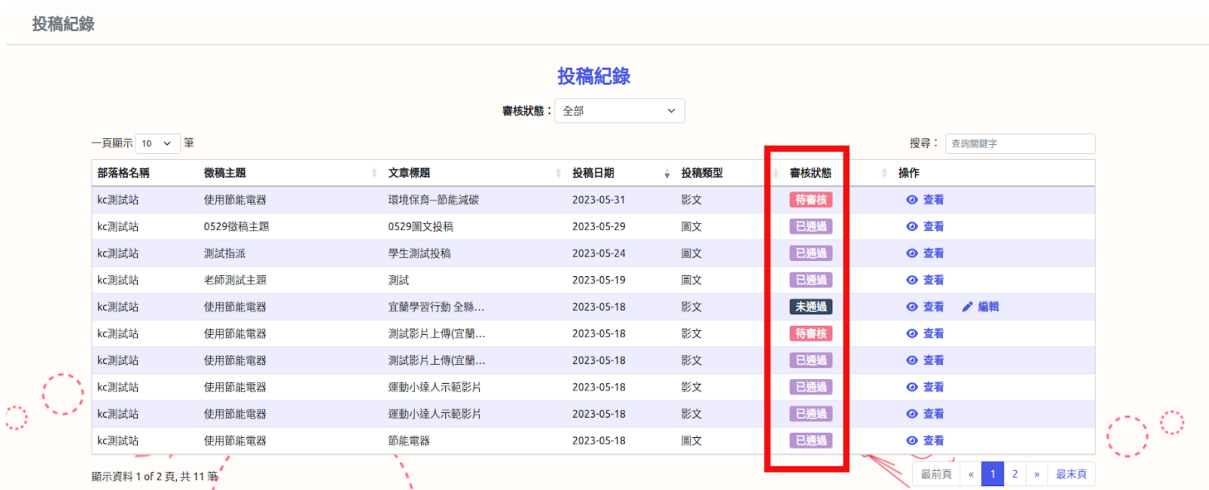 投稿紀錄
投稿紀錄
審核狀態： 全部
一頁顯示 10 筆 搜尋： 查詢關鍵字
部落格名稱 徵稿主題 文章標題 投稿日期 投稿類型 審核狀態 操作
kc測試站 使用節能電器 環境保育—節能減碳 2023-05-31 影文 待審核 查看
kc測試站 0529徵稿主題 0529圖文投稿 2023-05-29 圖文 已通過 查看
kc測試站 測試指派 學生測試投稿 2023-05-24 圖文 已通過 查看
kc測試站 老師測試主題 測試 2023-05-19 圖文 已通過 查看
kc測試站 使用節能電器 宜蘭學習行動 全縣... 2023-05-18 影文 未通過 查看 編輯
kc測試站 使用節能電器 測試影片上傳(宜蘭... 2023-05-18 影文 待審核 查看
kc測試站 使用節能電器 測試影片上傳(宜蘭... 2023-05-18 影文 已通過 查看
kc測試站 使用節能電器 運動小達人示範影片 2023-05-18 影文 已通過 查看
kc測試站 使用節能電器 運動小達人示範影片 2023-05-18 影文 已通過 查看
kc測試站 使用節能電器 節能電器 2023-05-18 圖文 已通過 查看
顯示資料 1 of 2 頁, 共 11 筆 最前頁 « 1 2 » 最末頁